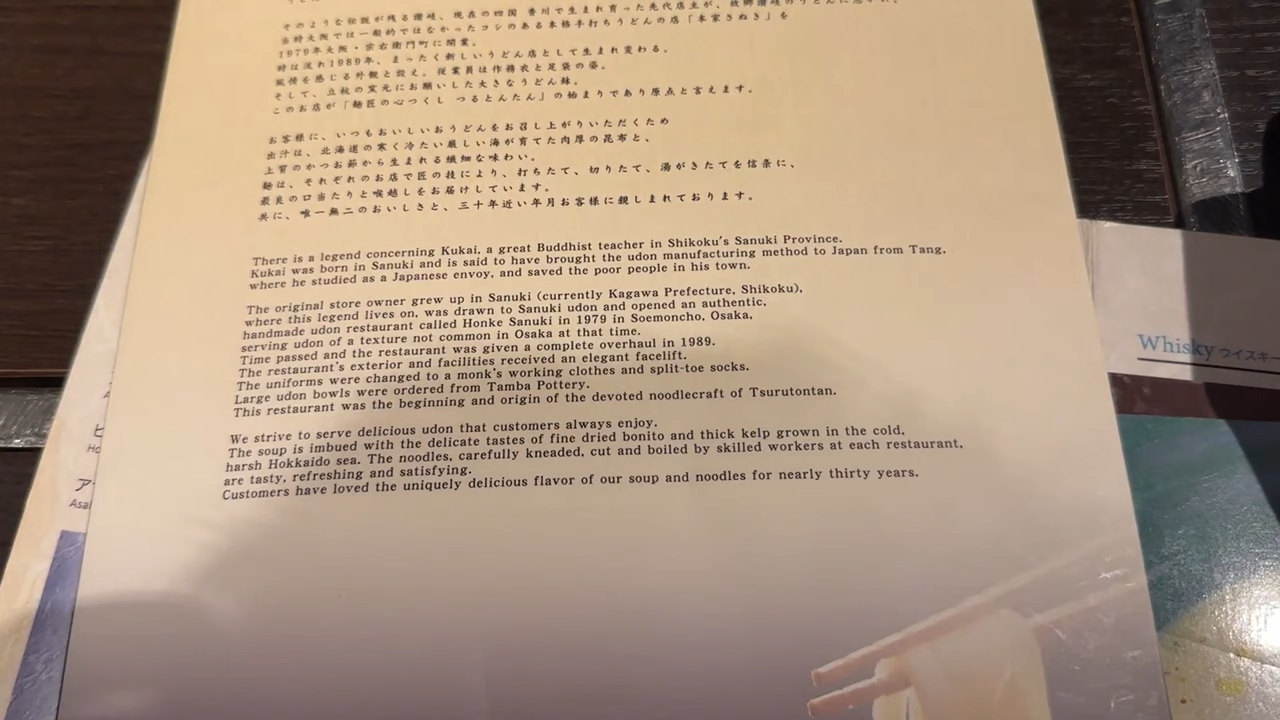 そのような伝説が残る讃岐、現在の四国 香川で生まれ育った先代店主が、故郷讃岐のうどんに
当時大阪では一般的ではなかったコシのある本格手打ちうどんの店「本家さぬき」を
1979年大阪・宗右衛門町に開業。
時は流れ1989年、まったく新しいうどん店として生まれ変わる。
風情を感じる外観と設え。従業員は作務衣と足袋の姿。
そして、立杭の窯元にお願いした大きなうどん鉢。
このお店が「麺匠の心つくし つるとんたん」の始まりであり原点と言えます。
お客様に、いつもおいしいおうどんをお召し上がりいただくため
出汁は、北海道の寒く冷たい厳しい海が育てた肉厚の昆布と、
上質のかつお節から生まれる繊細な味わい。
麺は、それぞれのお店で匠の技により、打ちたて、切りたて、湯がきたてを信条に、
最良の口当たりと喉越しをお届けしています。
共に、唯一無二のおいしさと、三十年近い年月お客様に親しまれております。
There is a legend concerning Kukai, a great Buddhist teacher in Shikoku's Sanuki Province.
Kukai was born in Sanuki and is said to have brought the udon manufacturing method to Japan from Tang,
where he studied as a Japanese envoy, and saved the poor people in his town.
The original store owner grew up in Sanuki (currently Kagawa Prefecture, Shikoku),
where this legend lives on, was drawn to Sanuki udon and opened an authentic,
handmade udon restaurant called Honke Sanuki in 1979 in Soemoncho, Osaka,
serving udon of a texture not common in Osaka at that time.
Time passed and the restaurant was given a complete overhaul in 1989.
The restaurant's exterior and facilities received an elegant facelift.
The uniforms were changed to a monk's working clothes and split-toe socks.
Large udon bowls were ordered from Tamba Pottery.
This restaurant was the beginning and origin of the devoted noodlecraft of Tsurutontan.
We strive to serve delicious udon that customers always enjoy.
The soup is imbued with the delicate tastes of fine dried bonito and thick kelp grown in the cold,
harsh Hokkaido sea. The noodles, carefully kneaded, cut and boiled by skilled workers at each restaurant,
are tasty, refreshing and satisfying.
Customers have loved the uniquely delicious flavor of our soup and noodles for nearly thirty years.
Whisky ウイスキー